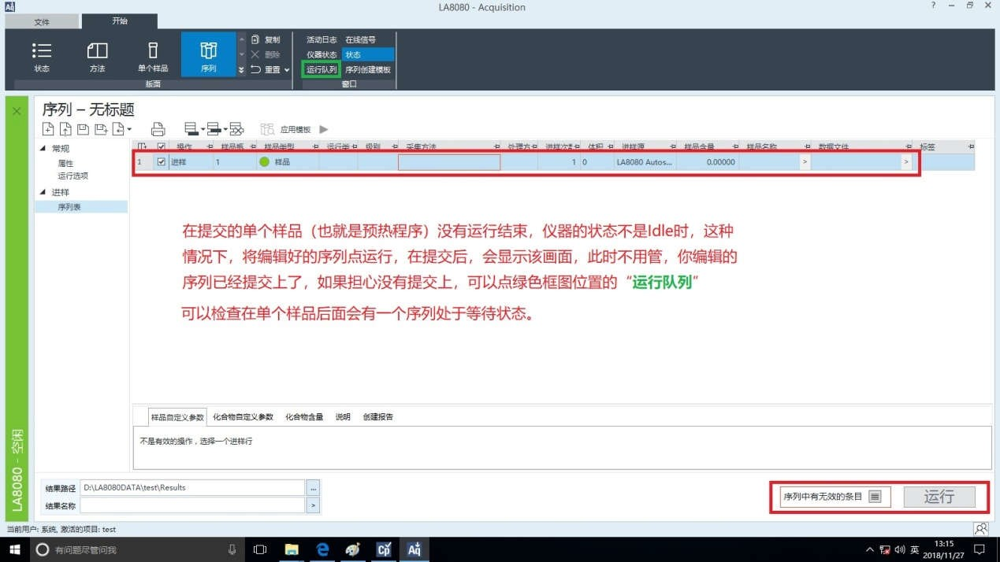 Aq
LA8080 - Acquisition
文件
开始
状态
方法
单个样品
序列
复制
删除
重置
版面
活动日志
在线信号
仪器状态
状态
运行队列
序列创建模板
窗口
序列 – 无标题
应用模板
常规
属性
运行选项
进样
序列表
操作 样品瓶 样品类型 运行类 级别 采集方法 处理方 进样次数 体积 进样源 样品含量 样品名称 数据文件 标签
1 进样 1 样品 1 0 LA8080 Autos... 0.00000 > >
在提交的单个样品（也就是预热程序）没有运行结束，仪器的状态不是Idle时，这种
情况下，将编辑好的序列点运行，在提交后，会显示该画面，此时不用管，你编辑的
序列已经提交上了，如果担心没有提交上，可以点绿色框图位置的“运行队列”
可以检查在单个样品后面会有一个序列处于等待状态。
样品自定义参数 化合物自定义参数 化合物含量 说明 创建报告
不是有效的操作，选择一个进样行
LA8080 - 空闲
结果路径 D:\LA8080DATA\test\Results ...
结果名称 >
序列中有无效的条目
运行
当前用户: 系统, 激活的项目: test
有问题尽管问我
Cp
Aq
英
13:15
2018/11/27